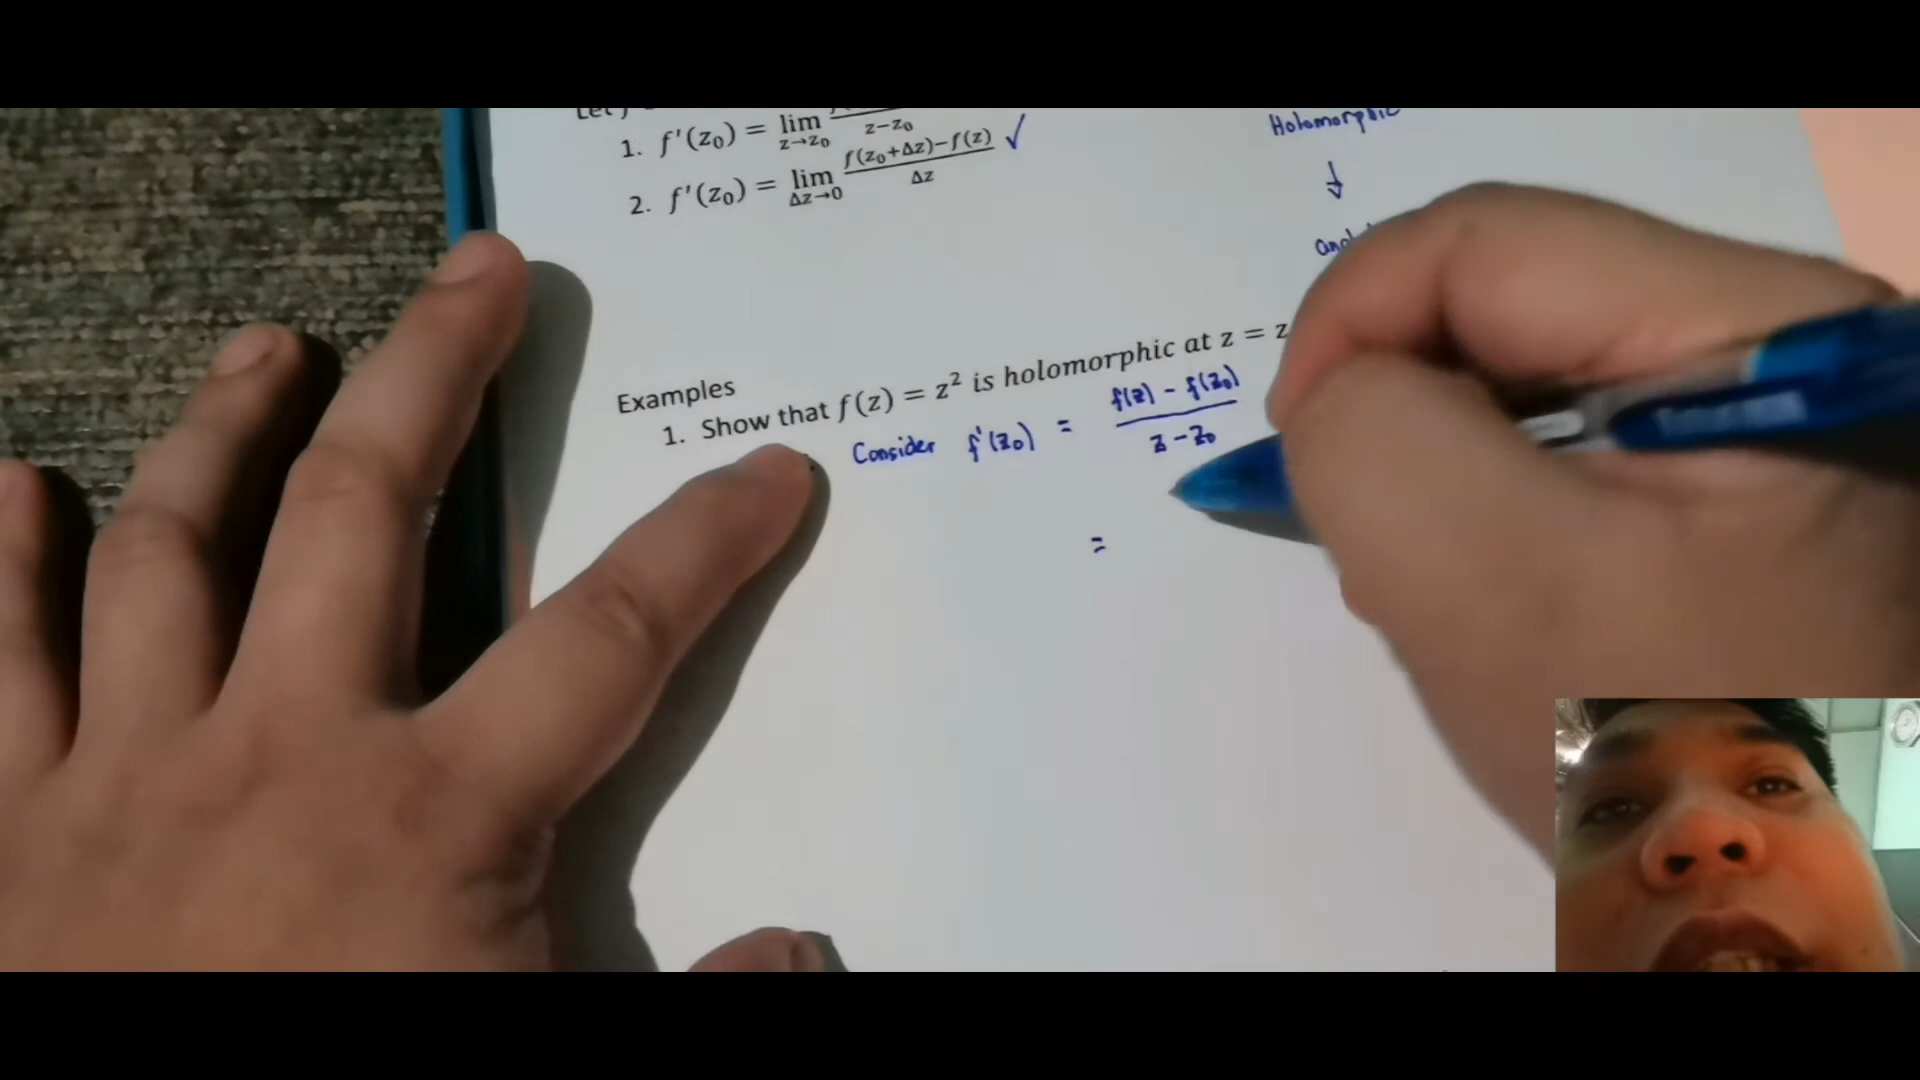 Let f
1. f'(z₀) = lim z→z₀ / z−z₀
2. f'(z₀) = lim Δz→0 f(z₀+Δz)−f(z) / Δz ✓
Holomorphic
↓
Examples
1. Show that f(z) = z² is holomorphic at z = z
Consider f'(z₀) = f(z) - f(z₀) / z - z₀
=